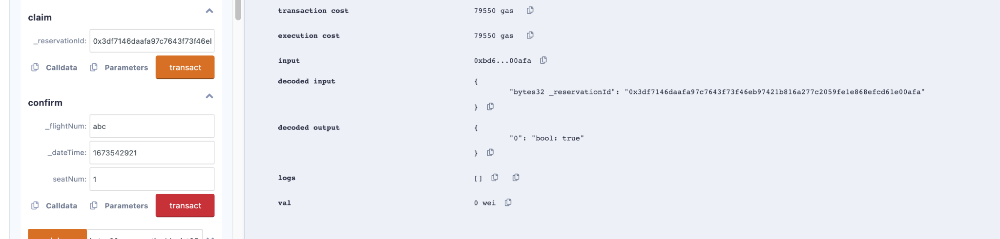 claim
_reservationId: 0x3df7146daafa97c7643f73f46el
Calldata Parameters transact
confirm
_flightNum: abc
_dateTime: 1673542921
seatNum: 1
Calldata Parameters transact
transaction cost 79550 gas
execution cost 79550 gas
input 0xbd6...00afa
decoded input {
"bytes32 _reservationId": "0x3df7146daafa97c7643f73f46eb97421b816a277c2059fe1e868efcd61e00afa"
}
decoded output {
"0": "bool: true"
}
logs []
val 0 wei